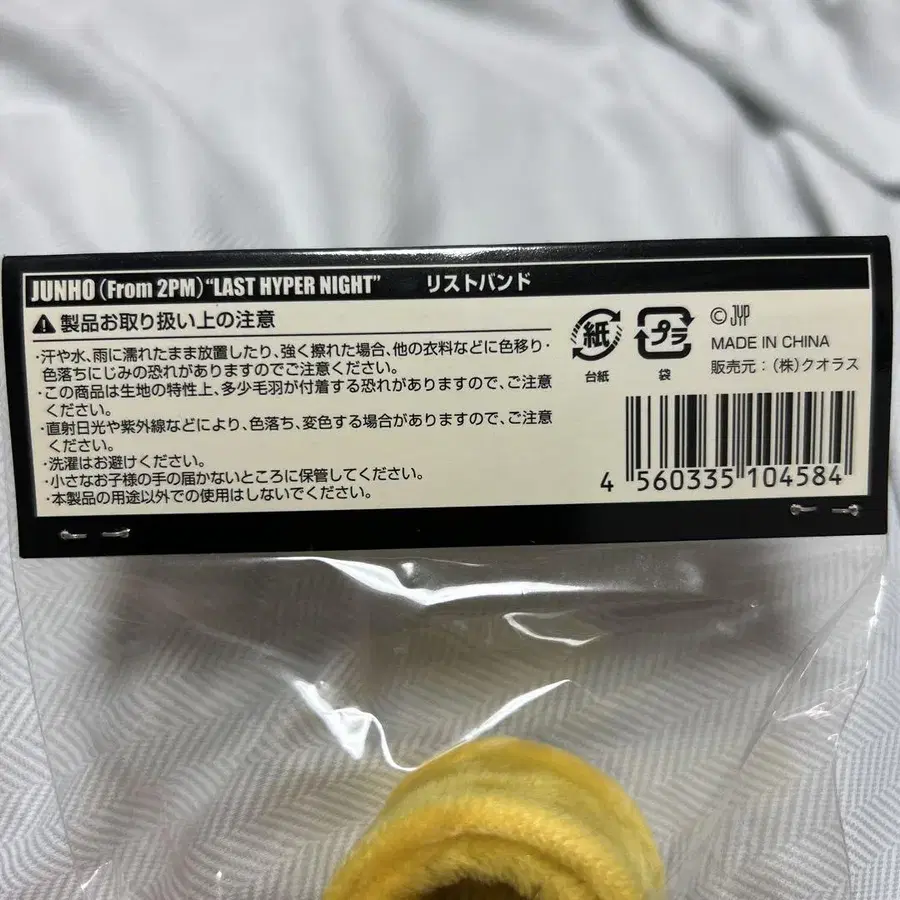 JUNHO (From 2PM) "LAST HYPER NIGHT" リストバンド
製品お取り扱い上の注意
・汗や水、雨に濡れたまま放置したり、強く擦れた場合、他の衣料などに色移り・
色落ちにじみの恐れがありますのでご注意ください。
・この商品は生地の特性上、多少毛羽が付着する恐れがありますので、ご注意
ください。
・直射日光や紫外線などにより、色落ち、変色する場合がありますので、ご注意
ください。
・洗濯はお避けください。
・小さなお子様の手の届かないところに保管してください。
・本製品の用途以外での使用はしないでください。
紙
台紙
プラ
袋
© JYP
MADE IN CHINA
販売元:(株)クオラス
4 560335 104584